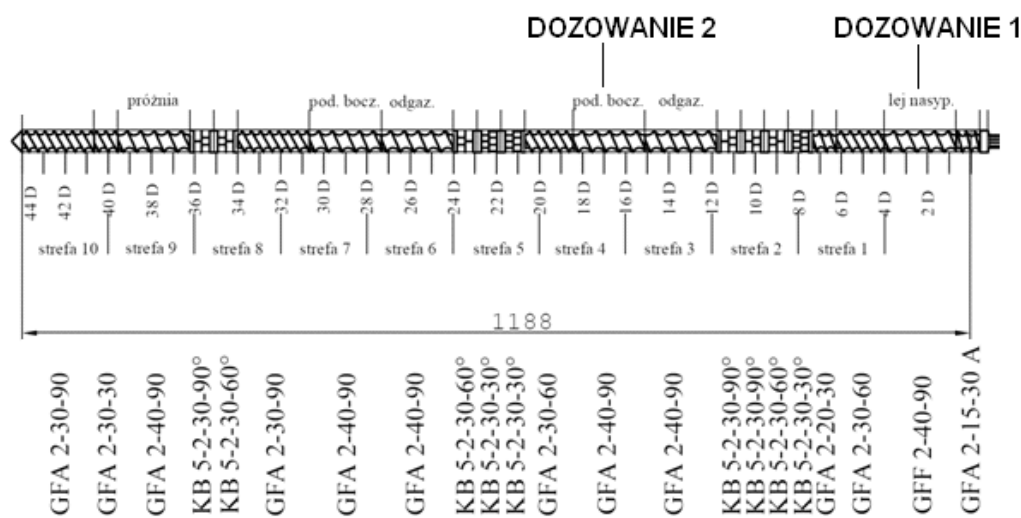 DOZOWANIE 2 DOZOWANIE 1
próżnia pod. bocz. odgaz. pod. bocz. odgaz. lej nasyp.
44 D 42 D 40 D 38 D 36 D 34 D 32 D 30 D 28 D 26 D 24 D 22 D 20 D 18 D 16 D 14 D 12 D 10 D 8 D 6 D 4 D 2 D
strefa 10 strefa 9 strefa 8 strefa 7 strefa 6 strefa 5 strefa 4 strefa 3 strefa 2 strefa 1
1188
GFA 2-30-90
GFA 2-30-30
GFA 2-40-90
KB 5-2-30-90°
KB 5-2-30-60°
GFA 2-30-90
GFA 2-40-90
GFA 2-40-90
KB 5-2-30-60°
KB 5-2-30-30°
KB 5-2-30-30°
GFA 2-30-60
GFA 2-40-90
GFA 2-40-90
KB 5-2-30-90°
KB 5-2-30-90°
KB 5-2-30-60°
KB 5-2-30-30°
GFA 2-20-30
GFA 2-30-60
GFF 2-40-90
GFA 2-15-30 A